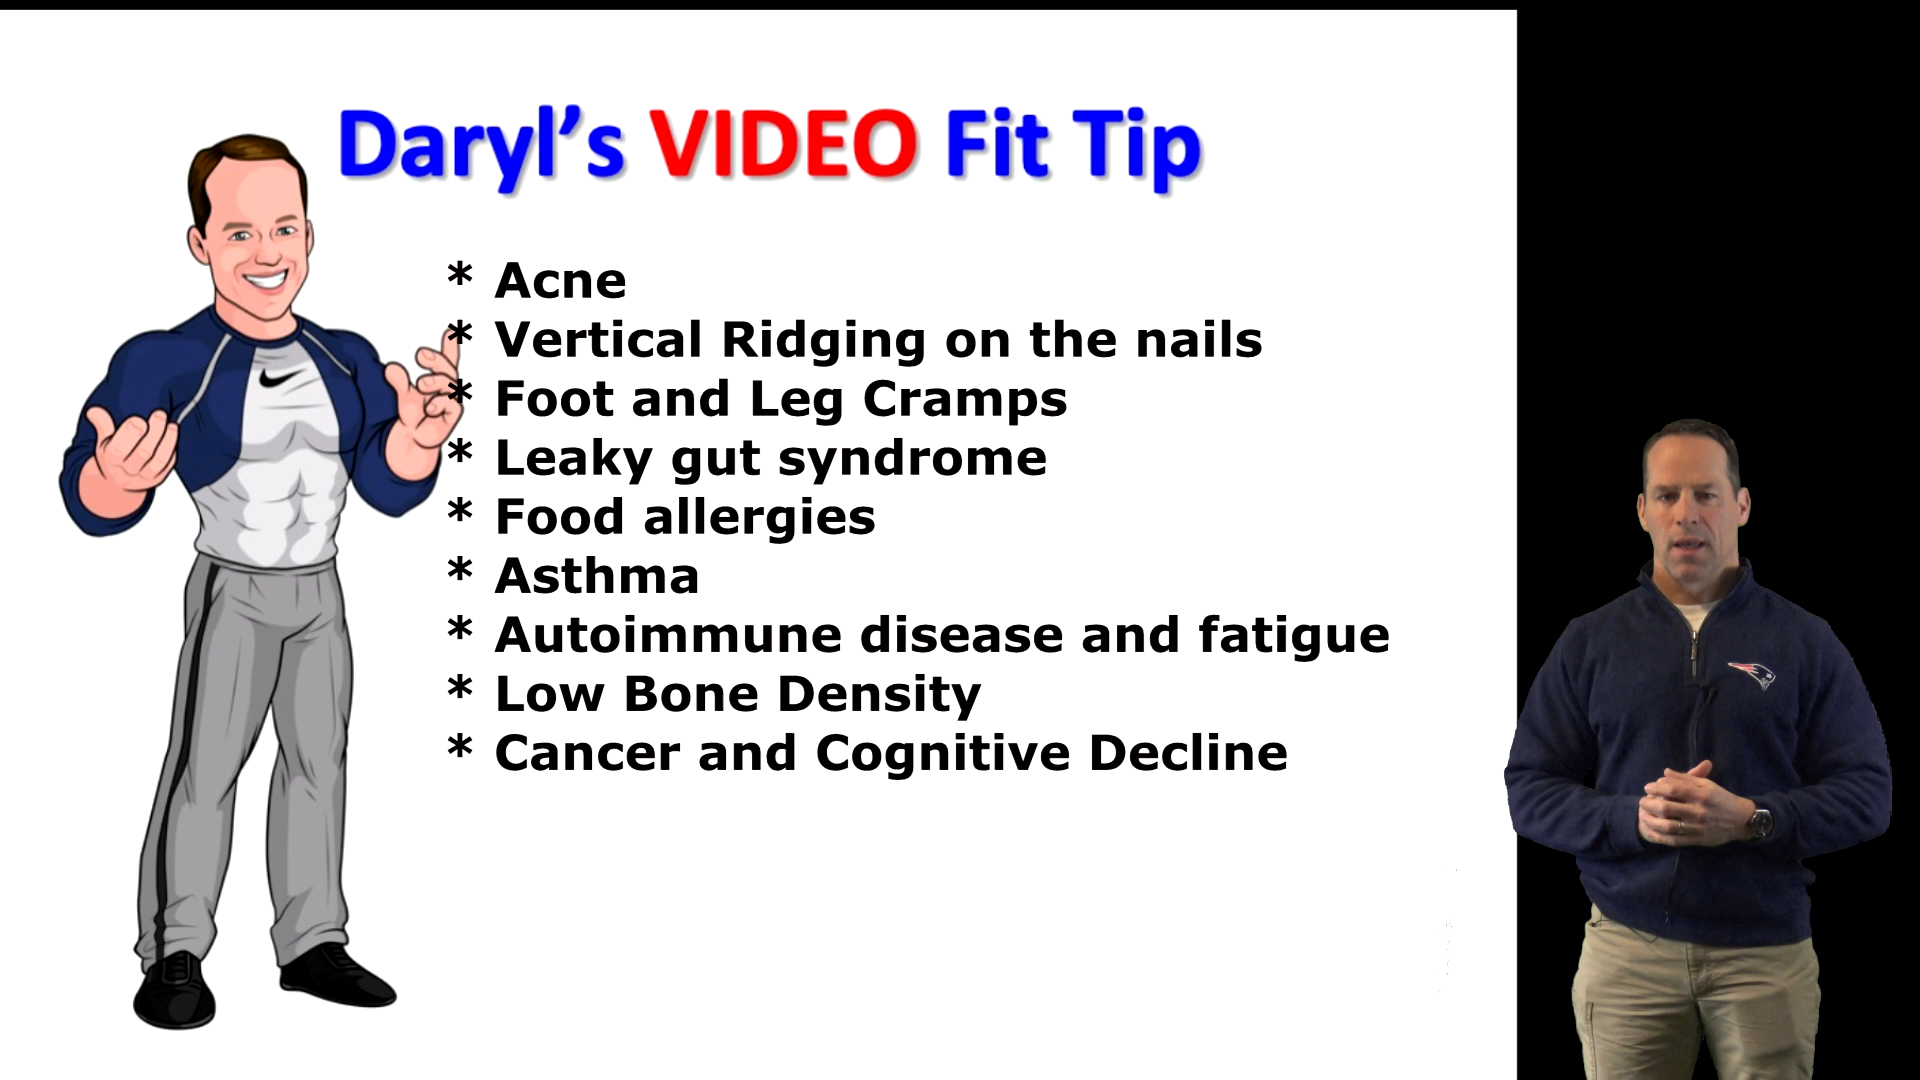 Daryl's VIDEO Fit Tip
* Acne
* Vertical Ridging on the nails
* Foot and Leg Cramps
* Leaky gut syndrome
* Food allergies
* Asthma
* Autoimmune disease and fatigue
* Low Bone Density
* Cancer and Cognitive Decline